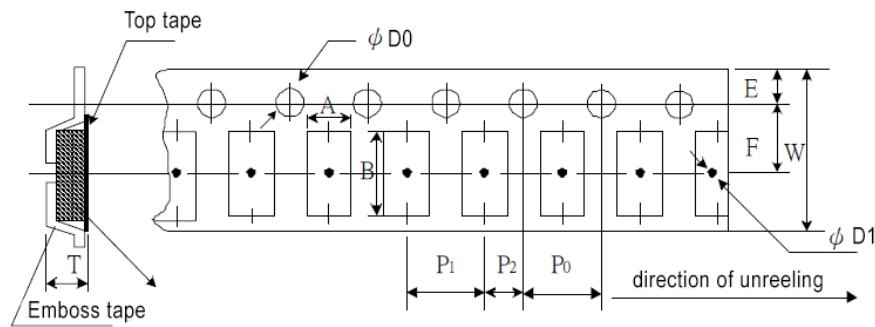 Top tape
ϕ D0
E
A
F
W
B
ϕ D1
T
P₁
P₂
P₀
direction of unreeling
Emboss tape